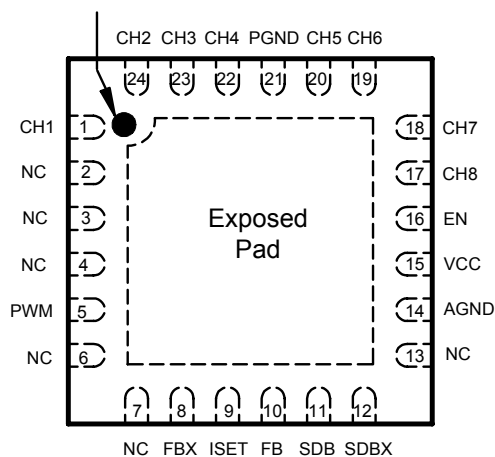 CH2 CH3 CH4 PGND CH5 CH6
24 23 22 21 20 19
CH1 1 18 CH7
NC 2 17 CH8
NC 3 16 EN
Exposed
Pad
NC 4 15 VCC
PWM 5 14 AGND
NC 6 13 NC
7 8 9 10 11 12
NC FBX ISET FB SDB SDBX